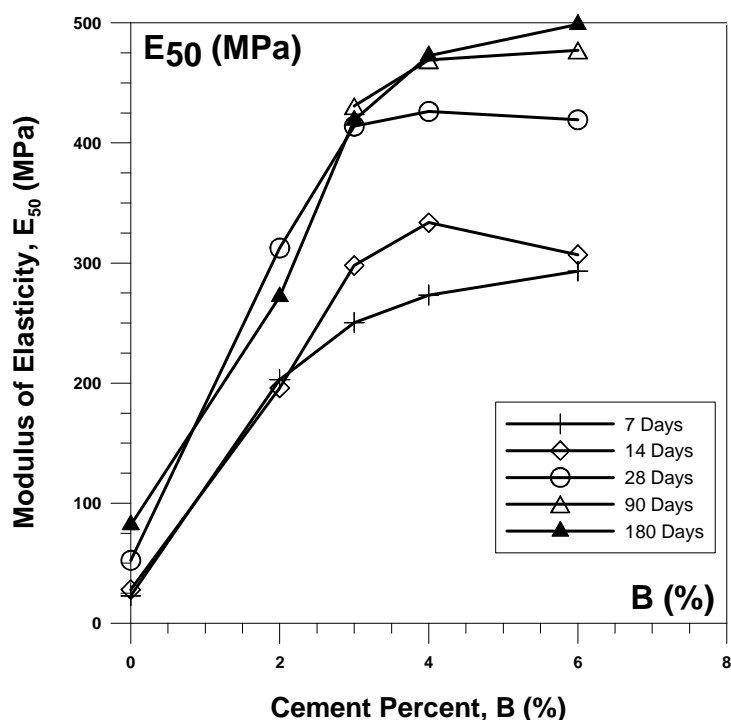 E50 (MPa)
500
400
300
200
100
0
Modulus of Elasticity, E50 (MPa)
7 Days
14 Days
28 Days
90 Days
180 Days
B (%)
0 2 4 6 8
Cement Percent, B (%)